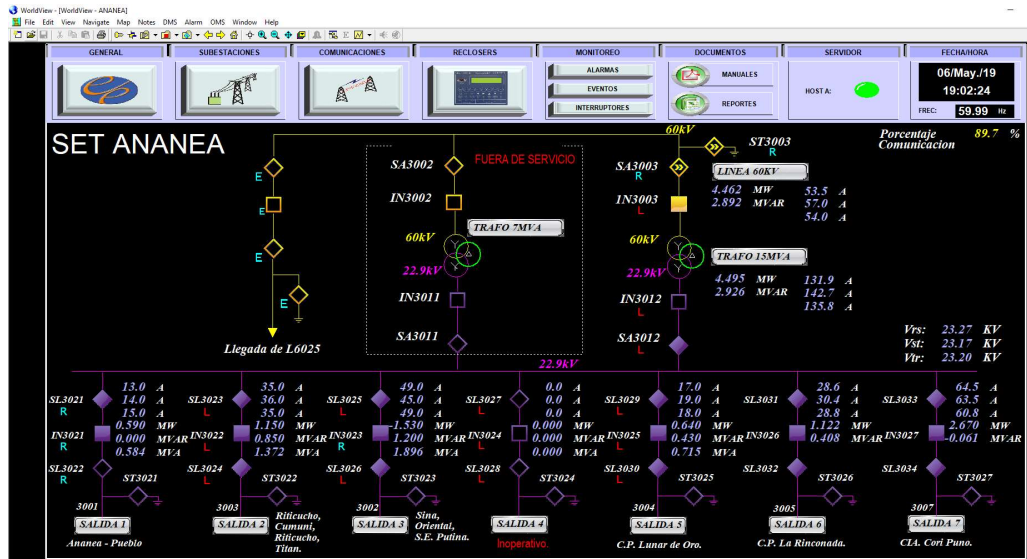 WorldView - [WorldView - ANANEA]
File Edit View Navigate Map Notes DMS Alarm OMS Window Help
GENERAL
SUBESTACIONES
COMUNICACIONES
RECLOSERS
MONITOREO
DOCUMENTOS
SERVIDOR
FECHA/HORA
ALARMAS
EVENTOS
INTERRUPTORES
MANUALES
REPORTES
HOST A:
06/May./19
19:02:24
FREC: 59.99 Hz
SET ANANEA
Porcentaje Comunicacion 89.7 %
E
E
E
E
Llegada de L6025
FUERA DE SERVICIO
SA3002
IN3002
TRAFO 7MVA
60kV
22.9kV
IN3011
SA3011
60kV
ST3003
R
SA3003
R
LINEA 60KV
IN3003
L
4.462 MW 53.5 A
2.892 MVAR 57.0 A
54.0 A
60kV
TRAFO 15MVA
22.9kV
4.495 MW 131.9 A
2.926 MVAR 142.7 A
135.8 A
IN3012
L
SA3012
L
Vrs: 23.27 KV
Vst: 23.17 KV
Vtr: 23.20 KV
22.9kV
SL3021
R
13.0 A
14.0 A
15.0 A
IN3021
R
0.590 MW
0.000 MVAR
0.584 MVA
SL3022
R
ST3021
3001
SALIDA 1
Ananea - Pueblo
SL3023
L
35.0 A
36.0 A
35.0 A
IN3022
L
1.150 MW
0.850 MVAR
1.372 MVA
SL3024
L
ST3022
3003
SALIDA 2
Riticucho,
Cumuni,
Riticucho,
Titan.
SL3025
L
49.0 A
45.0 A
49.0 A
IN3023
R
-1.530 MW
1.200 MVAR
1.896 MVA
SL3026
L
ST3023
3002
SALIDA 3
Sina,
Oriental,
S.E. Putina.
SL3027
L
0.0 A
0.0 A
0.0 A
IN3024
L
0.000 MW
0.000 MVAR
0.000 MVA
SL3028
L
ST3024
SALIDA 4
Inoperativo.
SL3029
L
17.0 A
19.0 A
18.0 A
IN3025
L
0.640 MW
0.430 MVAR
0.715 MVA
SL3030
L
ST3025
3004
SALIDA 5
C.P. Lunar de Oro.
SL3031
28.6 A
30.4 A
28.8 A
IN3026
1.122 MW
0.408 MVAR
SL3032
ST3026
3005
SALIDA 6
C.P. La Rinconada.
SL3033
64.5 A
63.5 A
60.8 A
IN3027
2.670 MW
-0.061 MVAR
SL3034
ST3027
3007
SALIDA 7
CIA. Cori Puno.